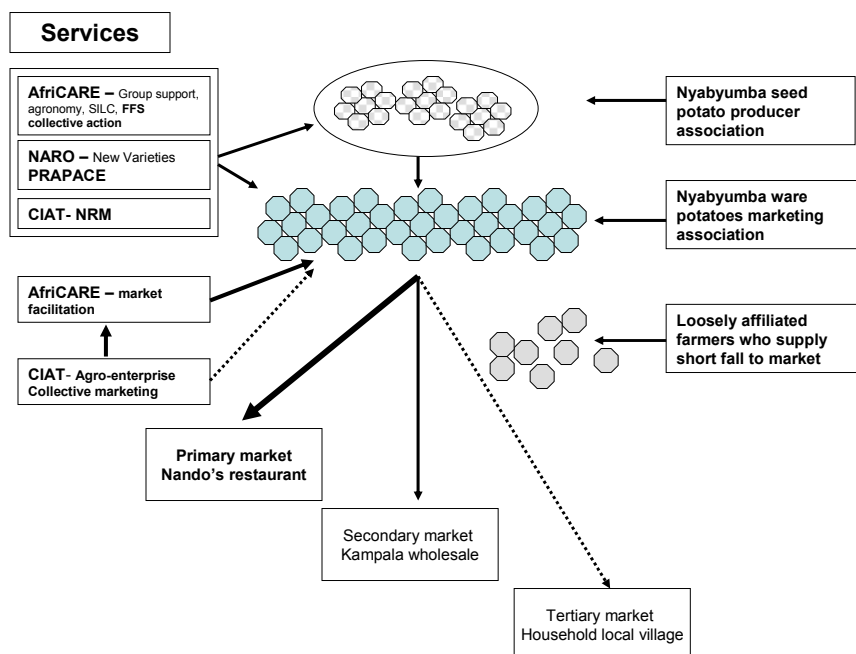 Services
AfriCARE – Group support,
agronomy, SILC, FFS
collective action
NARO – New Varieties
PRAPACE
CIAT- NRM
AfriCARE – market
facilitation
CIAT- Agro-enterprise
Collective marketing
Nyabyumba seed
potato producer
association
Nyabyumba ware
potatoes marketing
association
Loosely affiliated
farmers who supply
short fall to market
Primary market
Nando's restaurant
Secondary market
Kampala wholesale
Tertiary market
Household local village